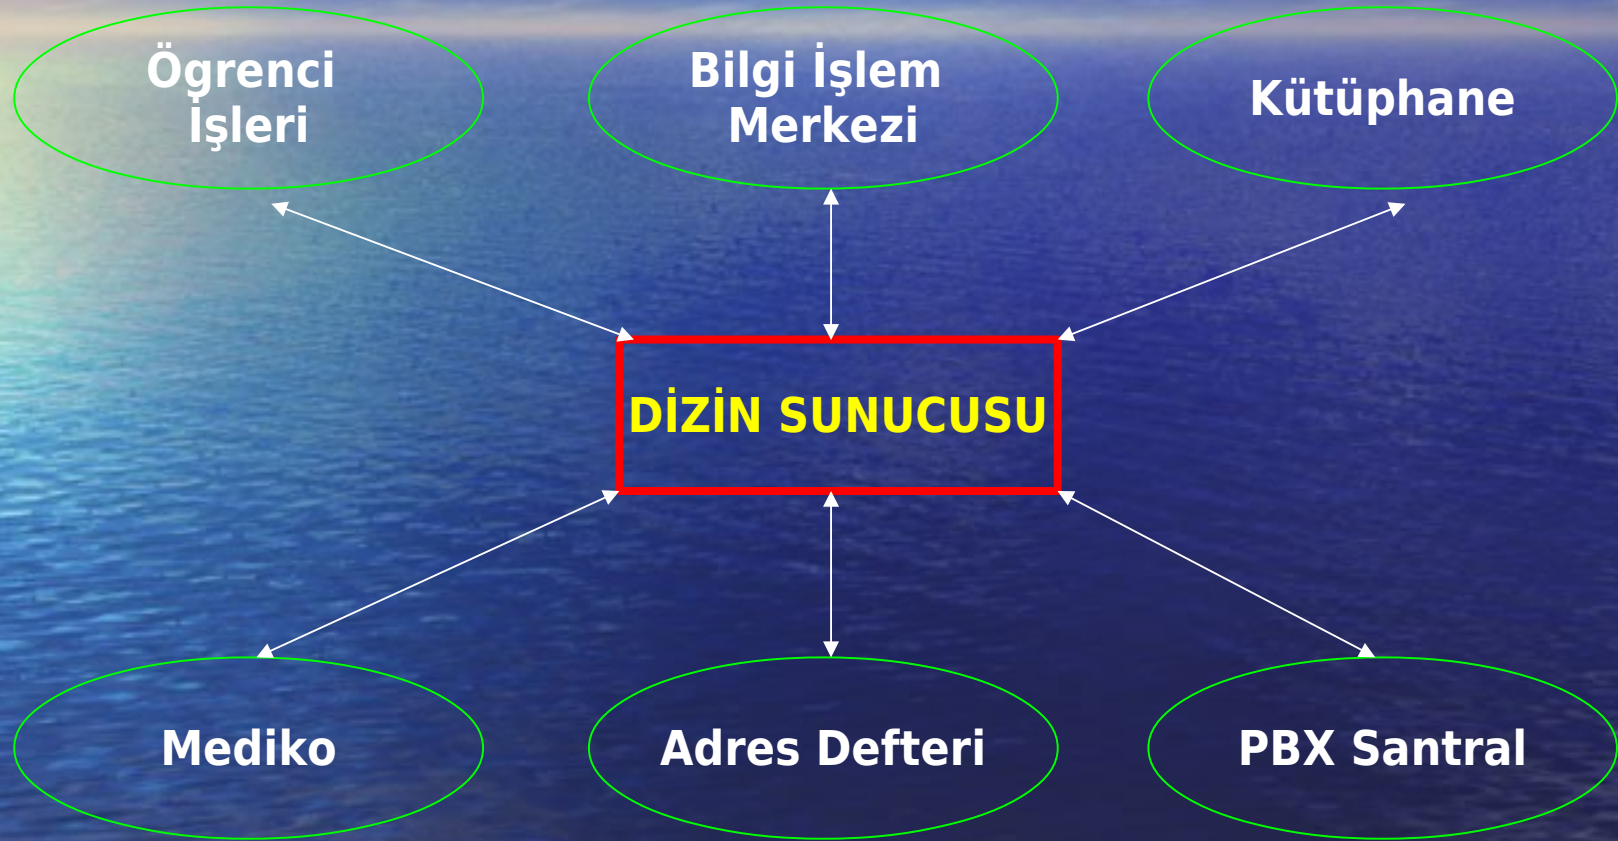 Ögrenci
İşleri
Bilgi İşlem
Merkezi
Kütüphane
DİZİN SUNUCUSU
Mediko
Adres Defteri
PBX Santral